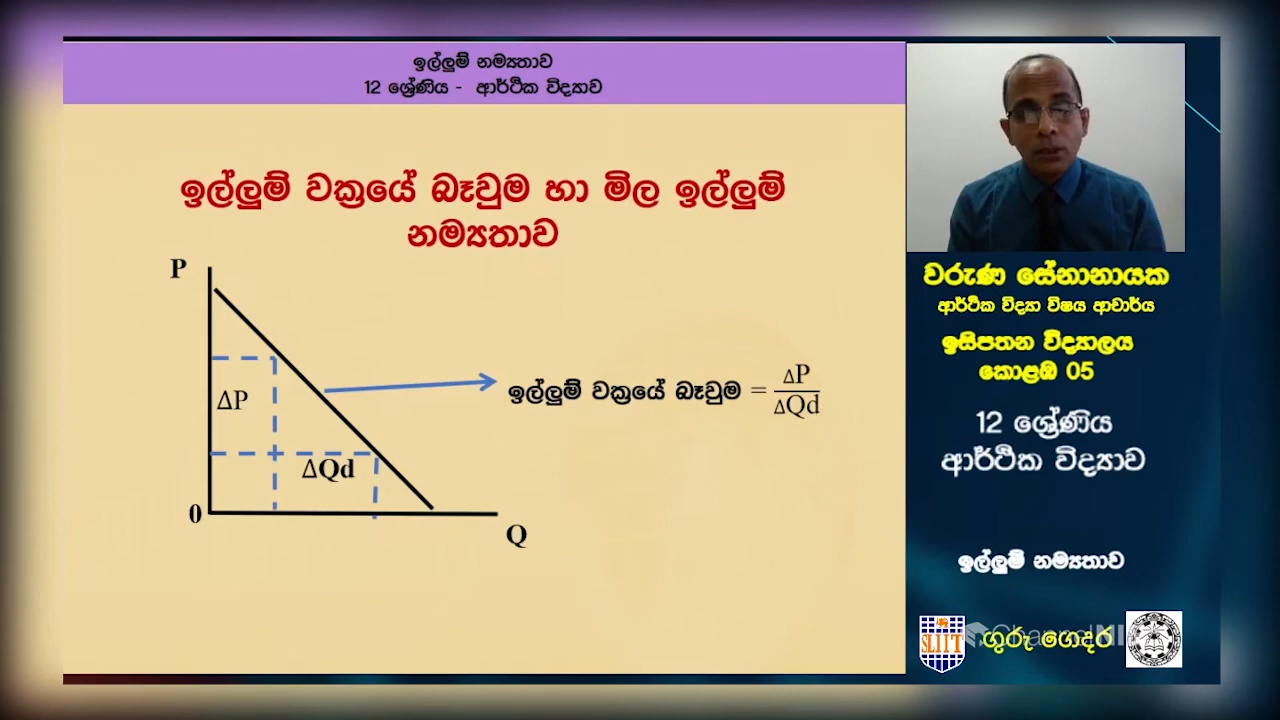 ඉල්ලුම් නම්‍යතාව
12 ශ්‍රේණිය - ආර්ථික විද්‍යාව
ඉල්ලුම් වක්‍රයේ බෑවුම හා මිල ඉල්ලුම්
නම්‍යතාව
P
ΔP
ΔQd
0
Q
ඉල්ලුම් වක්‍රයේ බෑවුම = ΔP/ΔQd
වරුණ සේනානායක
ආර්ථික විද්‍යා විෂය ආචාර්ය
ඉසිපතන විද්‍යාලය
කොළඹ 05
12 ශ්‍රේණිය
ආර්ථික විද්‍යාව
ඉල්ලුම් නම්‍යතාව
SLIIT
ගුරු ගෙදර